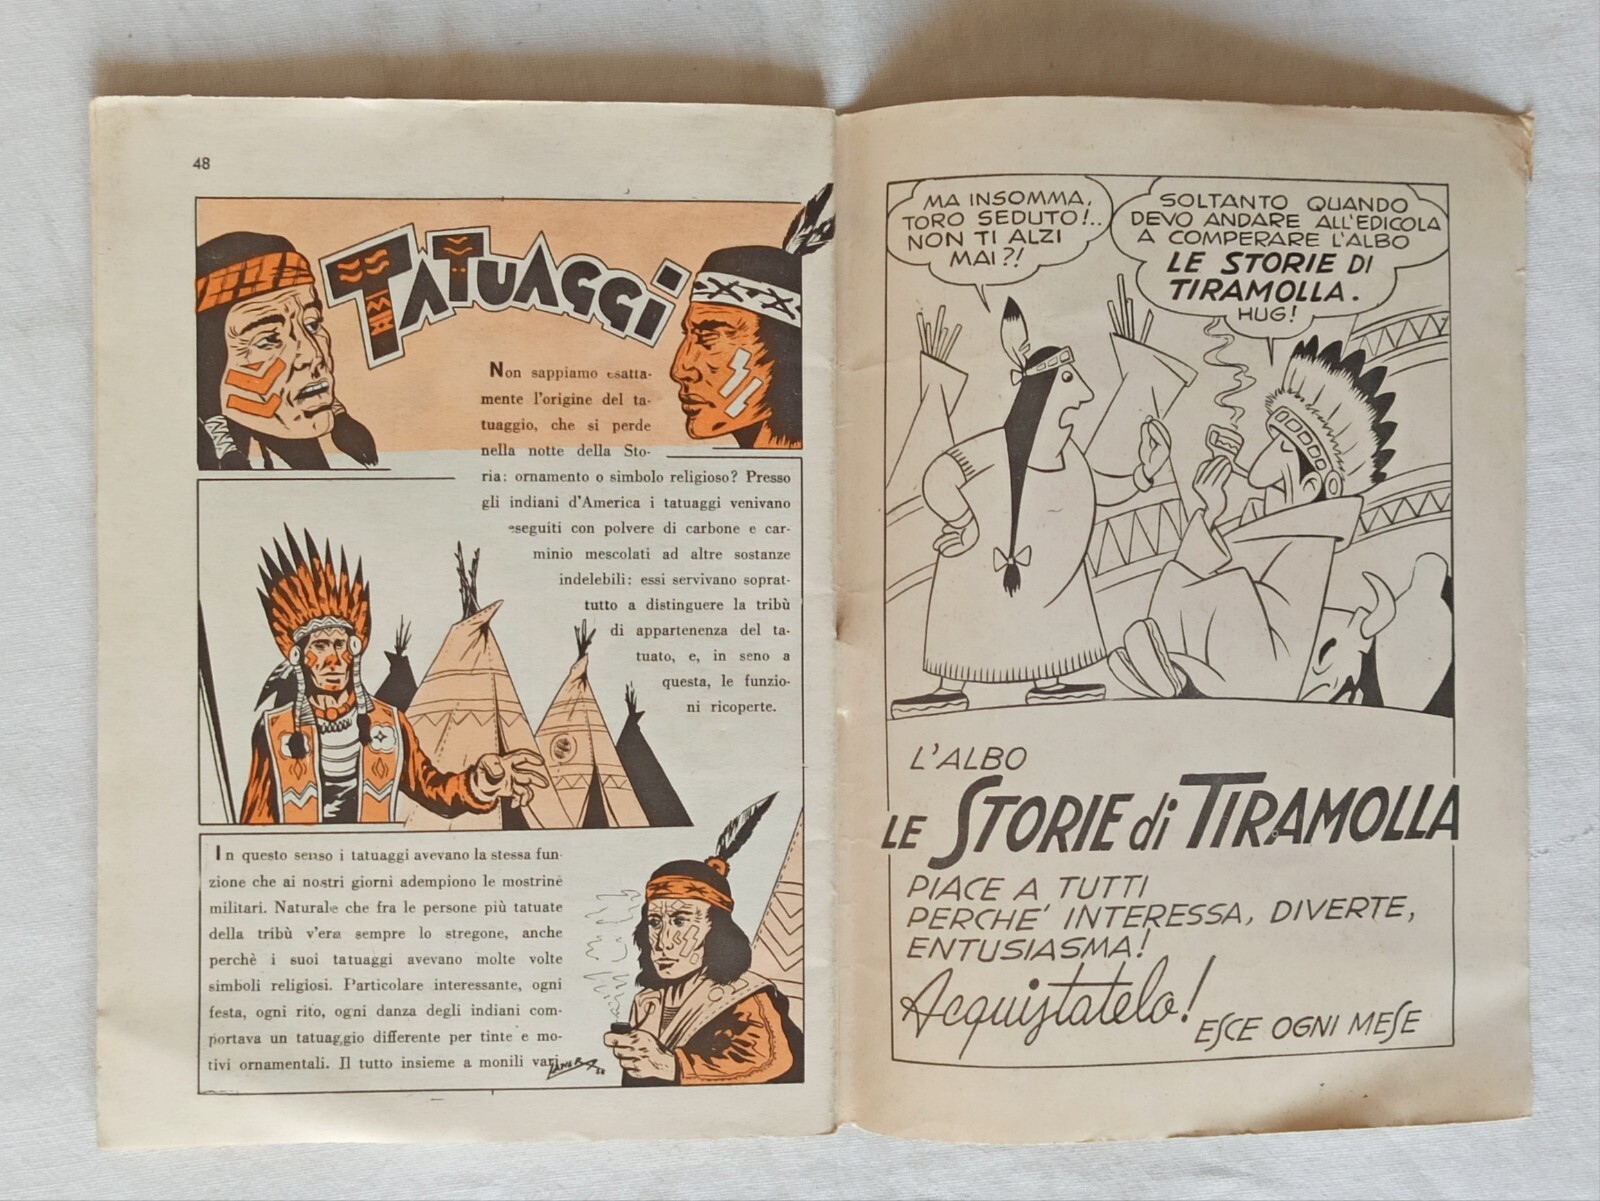 48
TATUAGGI
Non sappiamo esatta-
mente l'origine del ta-
tuaggio, che si perde
nella notte della Sto-
ria: ornamento o simbolo religioso? Presso
gli indiani d'America i tatuaggi venivano
eseguiti con polvere di carbone e car-
minio mescolati ad altre sostanze
indelebili: essi servivano soprat-
tutto a distinguere la tribù
di appartenenza del ta-
tuato, e, in seno a
questa, le funzio-
ni ricoperte.
In questo senso i tatuaggi avevano la stessa fun-
zione che ai nostri giorni adempiono le mostrine
militari. Naturale che fra le persone più tatuate
della tribù v'era sempre lo stregone, anche
perchè i suoi tatuaggi avevano molte volte
simboli religiosi. Particolare interessante, ogni
festa, ogni rito, ogni danza degli indiani com-
portava un tatuaggio differente per tinte e mo-
tivi ornamentali. Il tutto insieme a monili vari.
MA INSOMMA,
TORO SEDUTO!..
NON TI ALZI
MAI?!
SOLTANTO QUANDO
DEVO ANDARE ALL'EDICOLA
A COMPERARE L'ALBO
LE STORIE DI
TIRAMOLLA.
HUG!
L'ALBO
LE STORIE di TIRAMOLLA
PIACE A TUTTI
PERCHE' INTERESSA, DIVERTE,
ENTUSIASMA!
Acquistatelo!
ESCE OGNI MESE